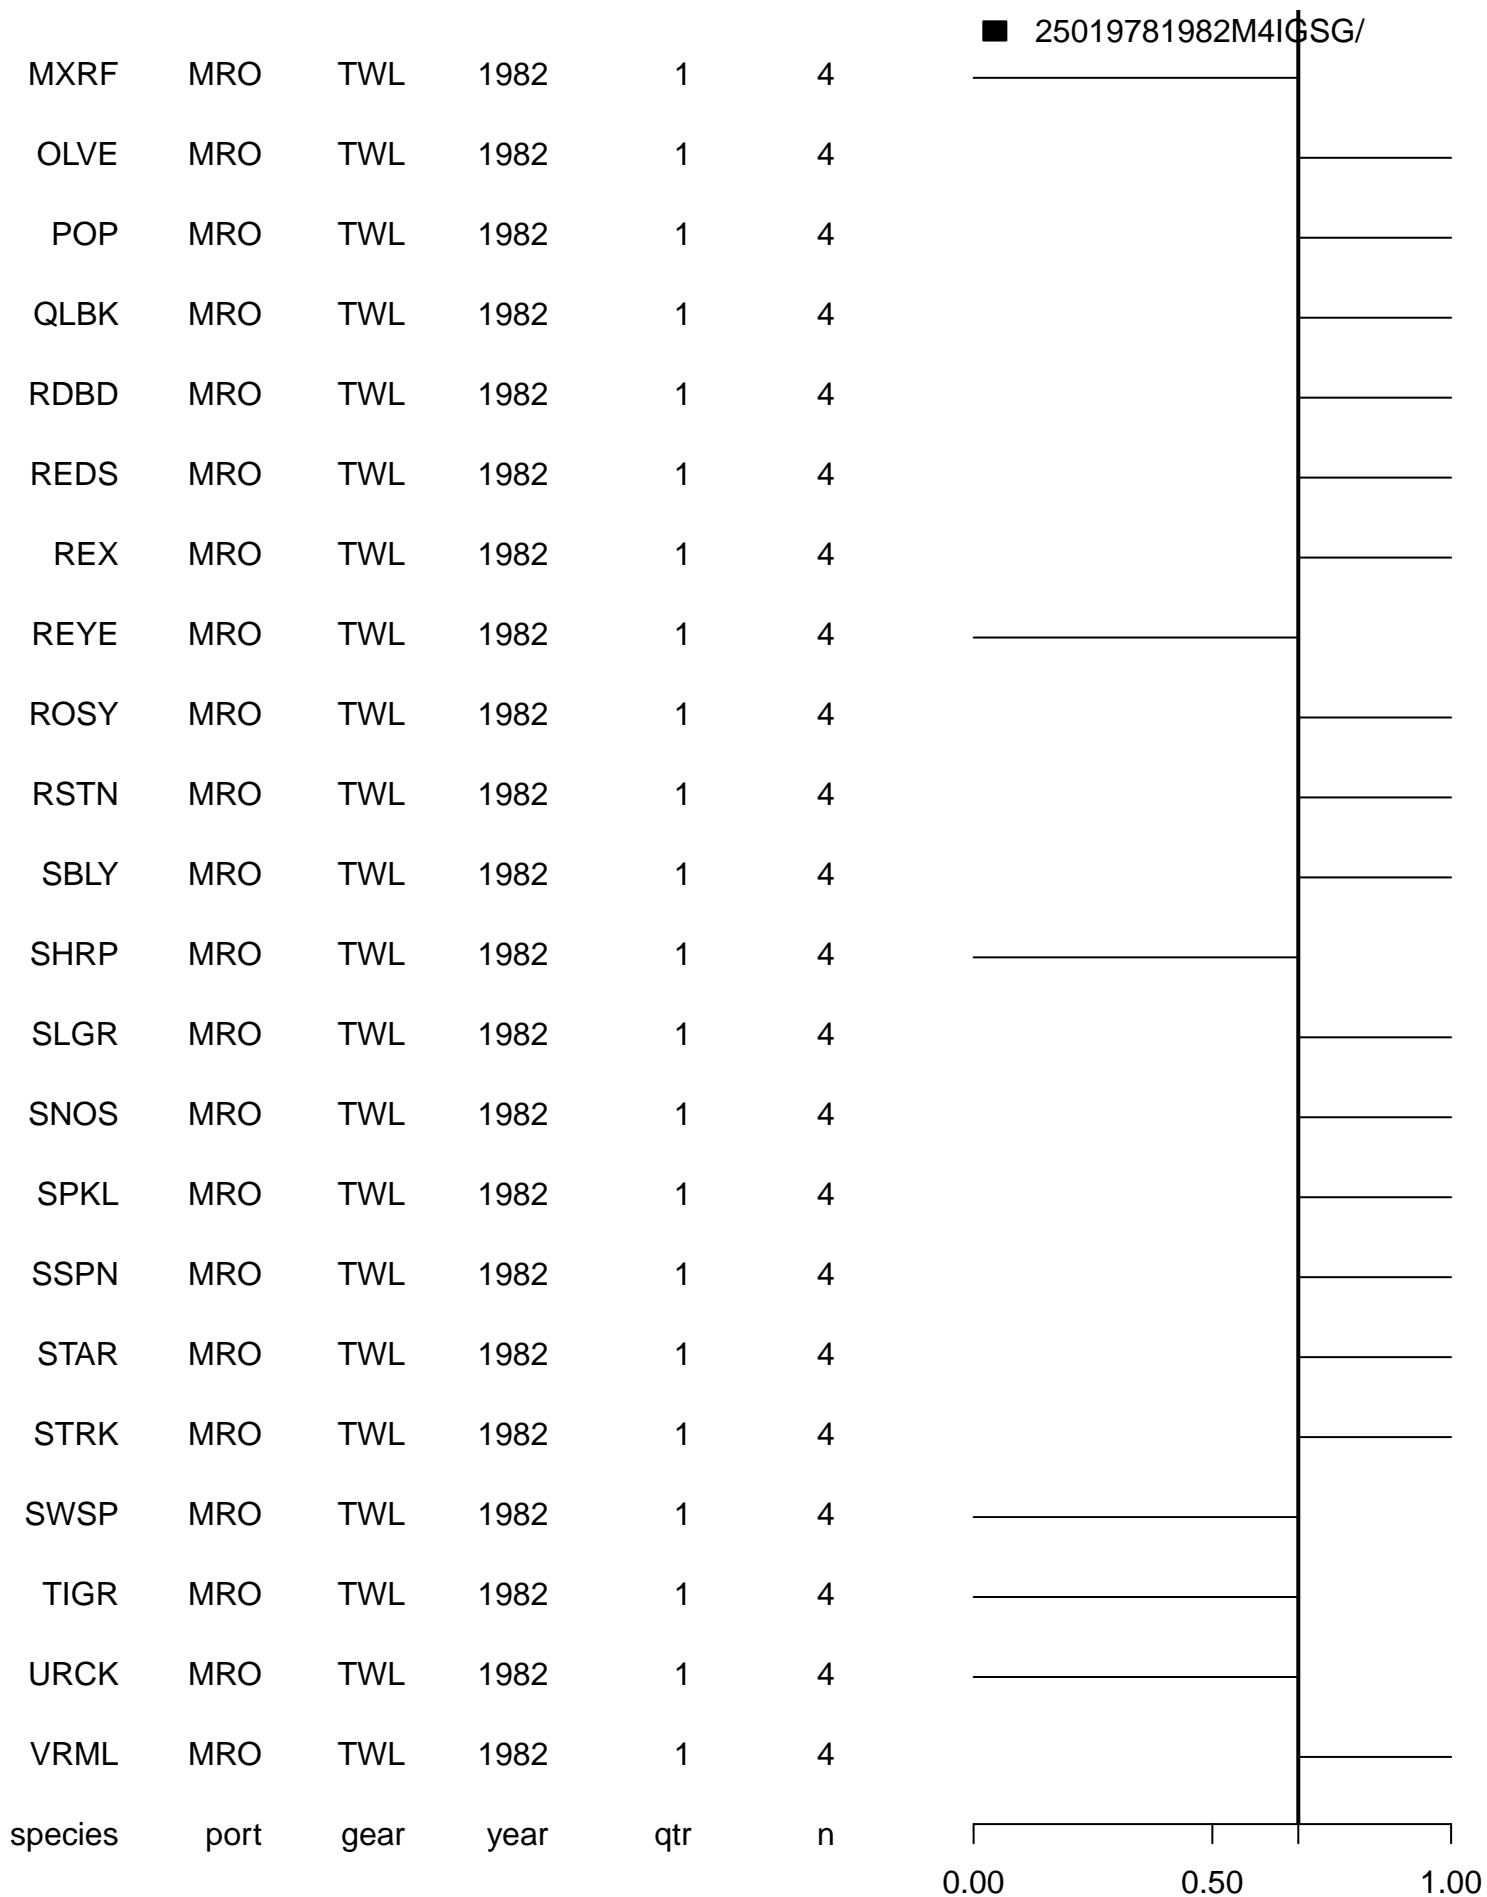 25019781982M4IGSG/
MXRF MRO TWL 1982 1 4
OLVE MRO TWL 1982 1 4
POP MRO TWL 1982 1 4
QLBK MRO TWL 1982 1 4
RDBD MRO TWL 1982 1 4
REDS MRO TWL 1982 1 4
REX MRO TWL 1982 1 4
REYE MRO TWL 1982 1 4
ROSY MRO TWL 1982 1 4
RSTN MRO TWL 1982 1 4
SBLY MRO TWL 1982 1 4
SHRP MRO TWL 1982 1 4
SLGR MRO TWL 1982 1 4
SNOS MRO TWL 1982 1 4
SPKL MRO TWL 1982 1 4
SSPN MRO TWL 1982 1 4
STAR MRO TWL 1982 1 4
STRK MRO TWL 1982 1 4
SWSP MRO TWL 1982 1 4
TIGR MRO TWL 1982 1 4
URCK MRO TWL 1982 1 4
VRML MRO TWL 1982 1 4
species port gear year qtr n
0.00 0.50 1.00